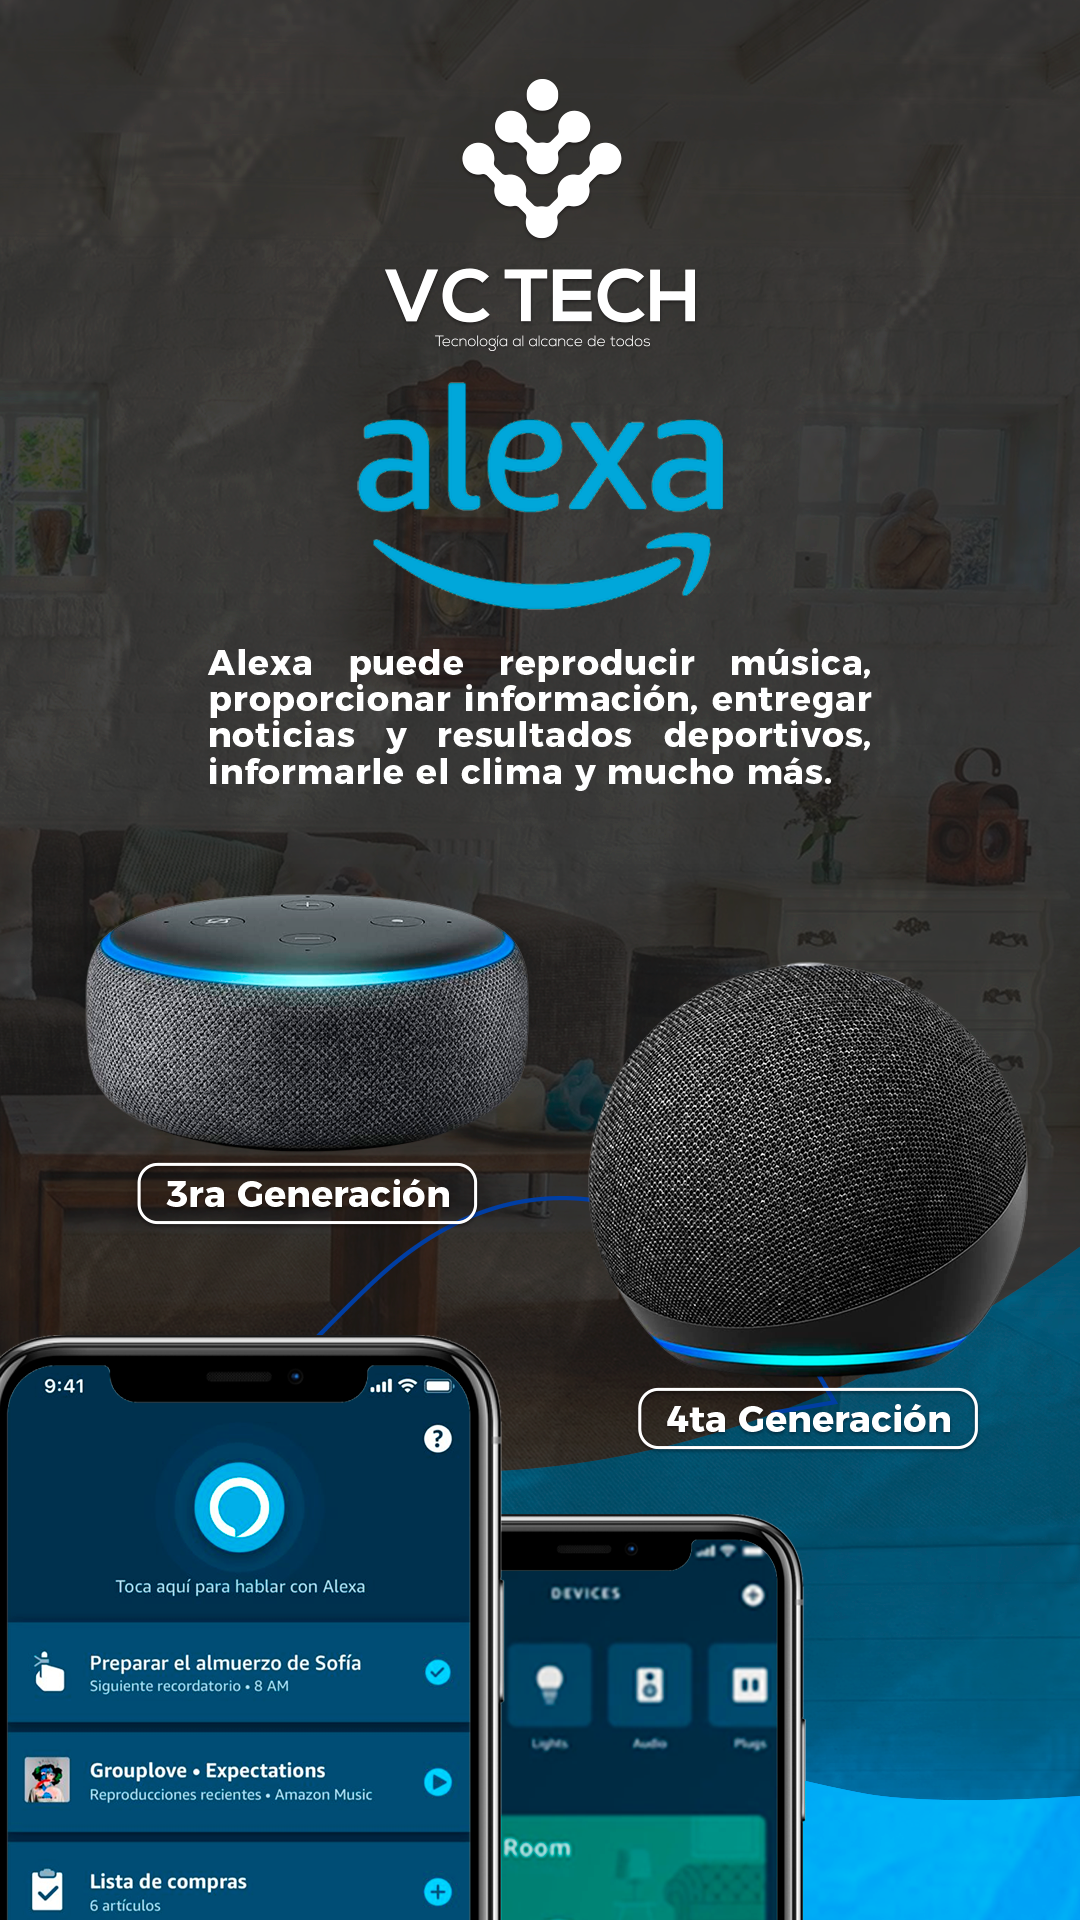 VC TECH
Tecnología al alcance de todos
alexa
Alexa puede reproducir música,
proporcionar información, entregar
noticias y resultados deportivos,
informarle el clima y mucho más.
3ra Generación
4ta Generación
9:41
?
Toca aquí para hablar con Alexa
Preparar el almuerzo de Sofía
Siguiente recordatorio • 8 AM
Grouplove • Expectations
Reproducciones recientes • Amazon Music
Lista de compras
6 artículos
DEVICES
Lights Audio Plugs
Room